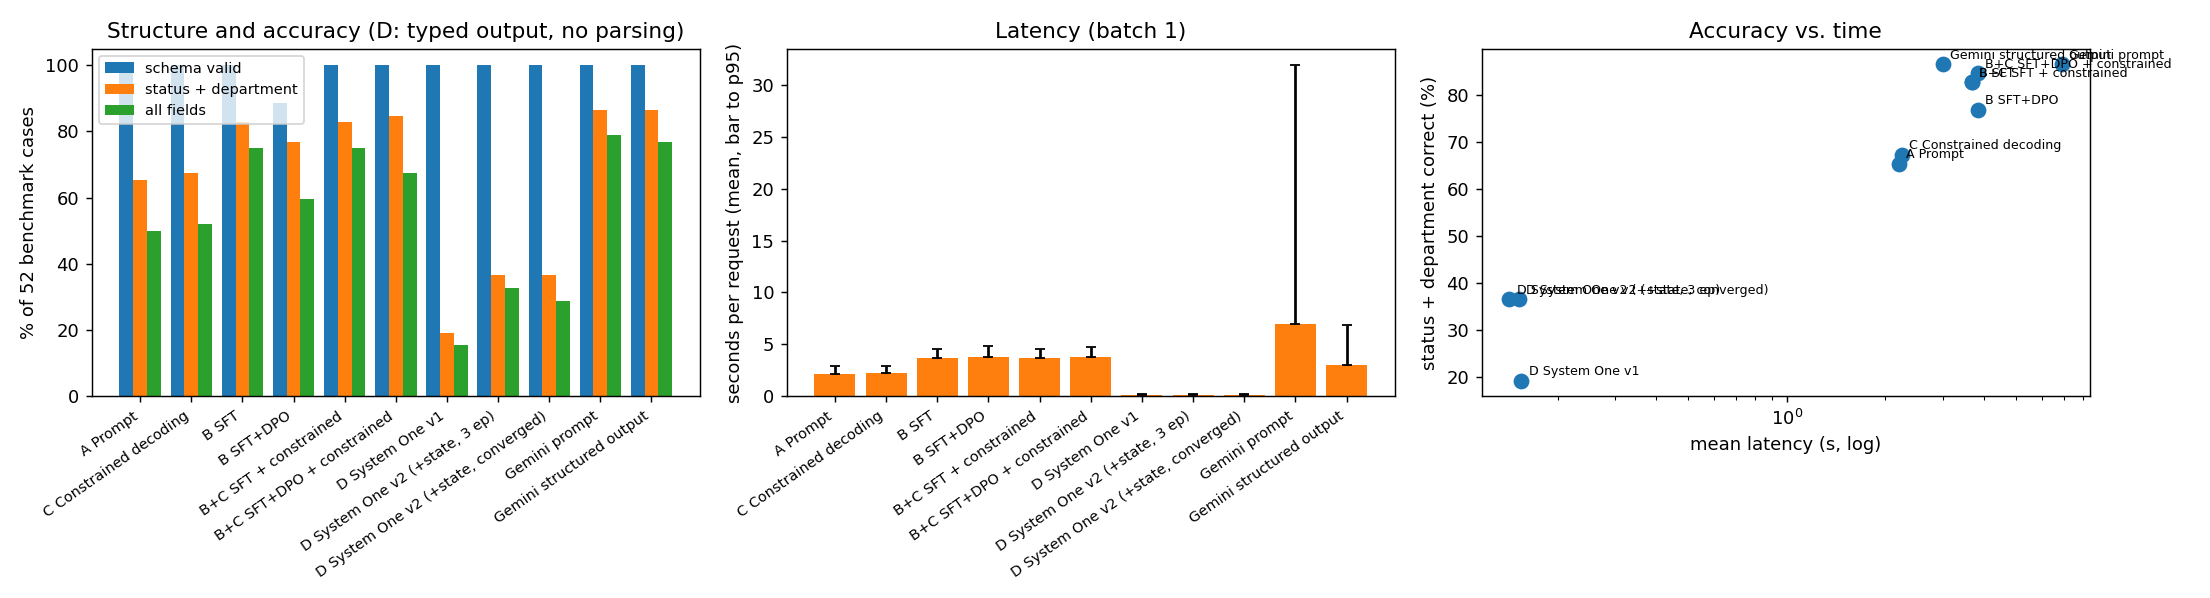 Structure and accuracy (D: typed output, no parsing)
% of 52 benchmark cases
100
80
60
40
20
0
schema valid
status + department
all fields
A Prompt
C Constrained decoding
B SFT
B SFT+DPO
B+C SFT + constrained
B+C SFT+DPO + constrained
D System One v1
D System One v2 (+state, 3 ep)
D System One v2 (+state, converged)
Gemini prompt
Gemini structured output
Latency (batch 1)
seconds per request (mean, bar to p95)
30
25
20
15
10
5
0
A Prompt
C Constrained decoding
B SFT
B SFT+DPO
B+C SFT + constrained
B+C SFT+DPO + constrained
D System One v1
D System One v2 (+state, 3 ep)
D System One v2 (+state, converged)
Gemini prompt
Gemini structured output
Accuracy vs. time
status + department correct (%)
80
70
60
50
40
30
20
Gemini structured output
Gemini prompt
B+C SFT+DPO + constrained
B SFT
B+C SFT + constrained
B SFT+DPO
C Constrained decoding
A Prompt
D System One v2 (+state, 3 ep)
D System One v2 (+state, converged)
D System One v1
10⁰
mean latency (s, log)